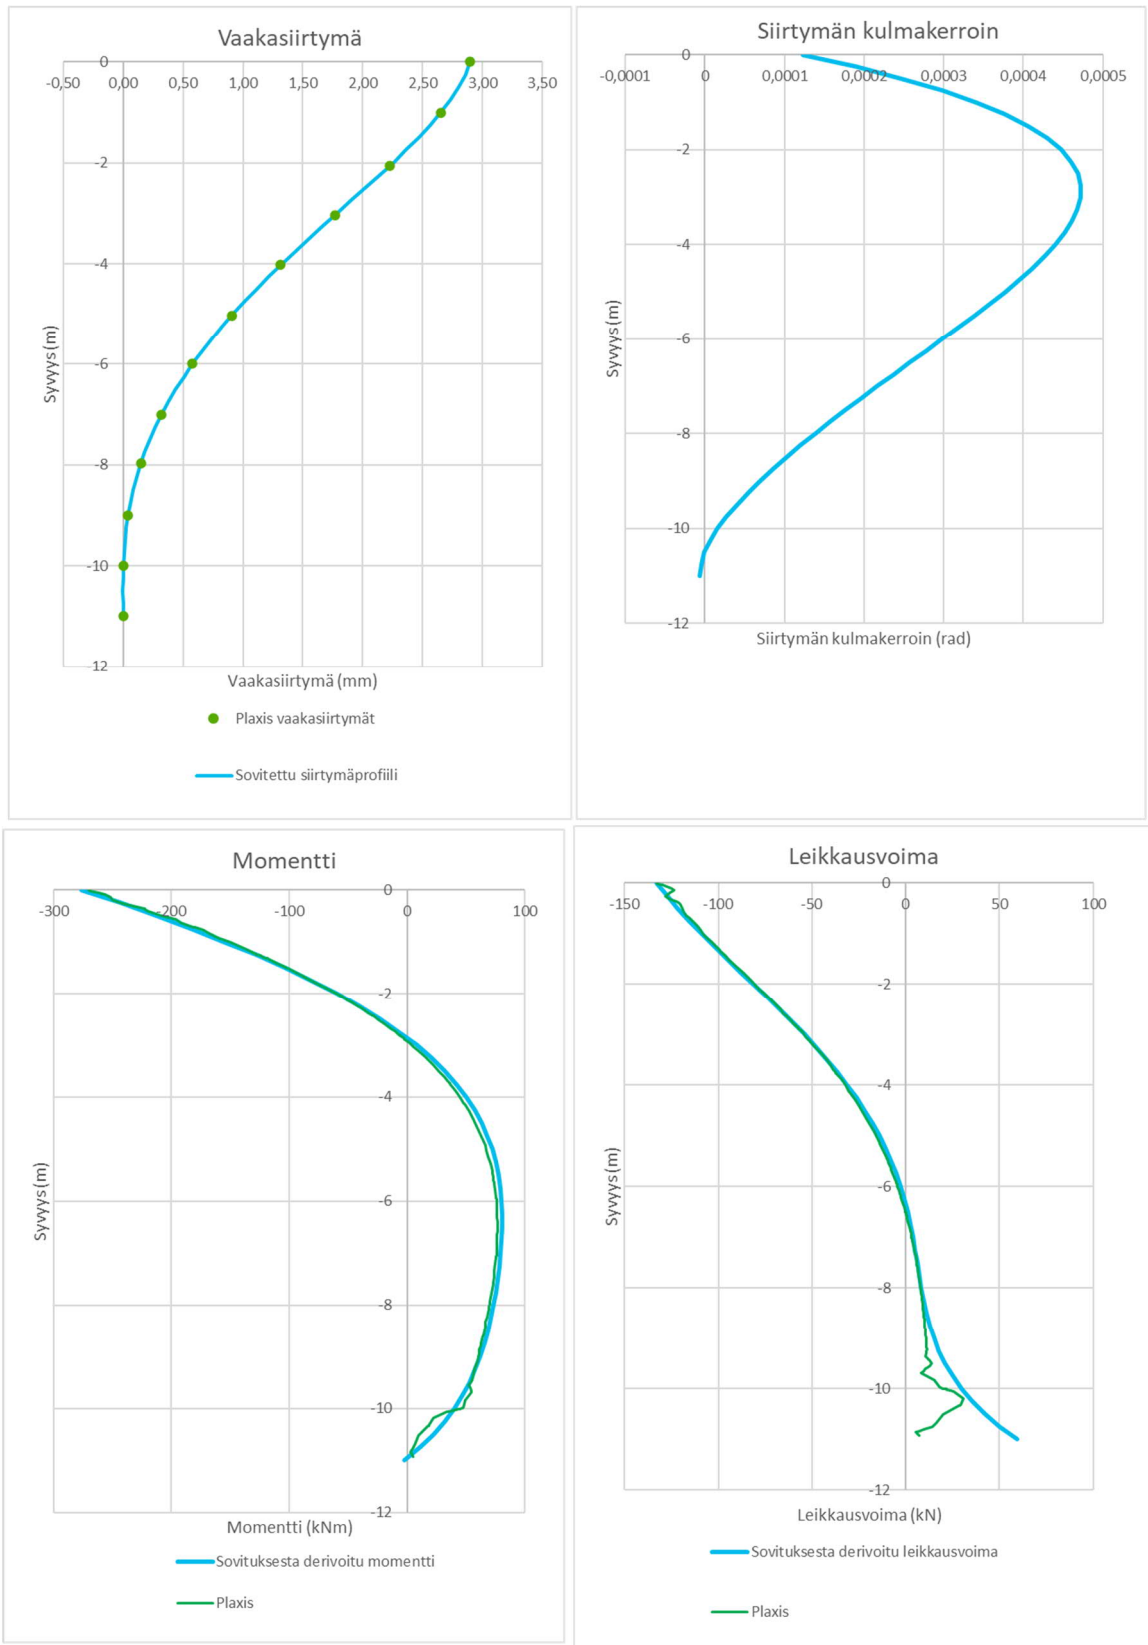 Vaakasiirtymä
0
-0,50 0,00 0,50 1,00 1,50 2,00 2,50 3,00 3,50
-2
-4
-6
-8
-10
-12
Syvyys (m)
Vaakasiirtymä (mm)
Plaxis vaakasiirtymät
Sovitettu siirtymäprofiili
Siirtymän kulmakerroin
0
-0,0001 0 0,0001 0,0002 0,0003 0,0004 0,0005
-2
-4
-6
-8
-10
-12
Syvyys (m)
Siirtymän kulmakerroin (rad)
Momentti
0
-300 -200 -100 0 100
-2
-4
-6
-8
-10
-12
Syvyys (m)
Momentti (kNm)
Sovituksesta derivoitu momentti
Plaxis
Leikkausvoima
0
-150 -100 -50 0 50 100
-2
-4
-6
-8
-10
-12
Syvyys (m)
Leikkausvoima (kN)
Sovituksesta derivoitu leikkausvoima
Plaxis